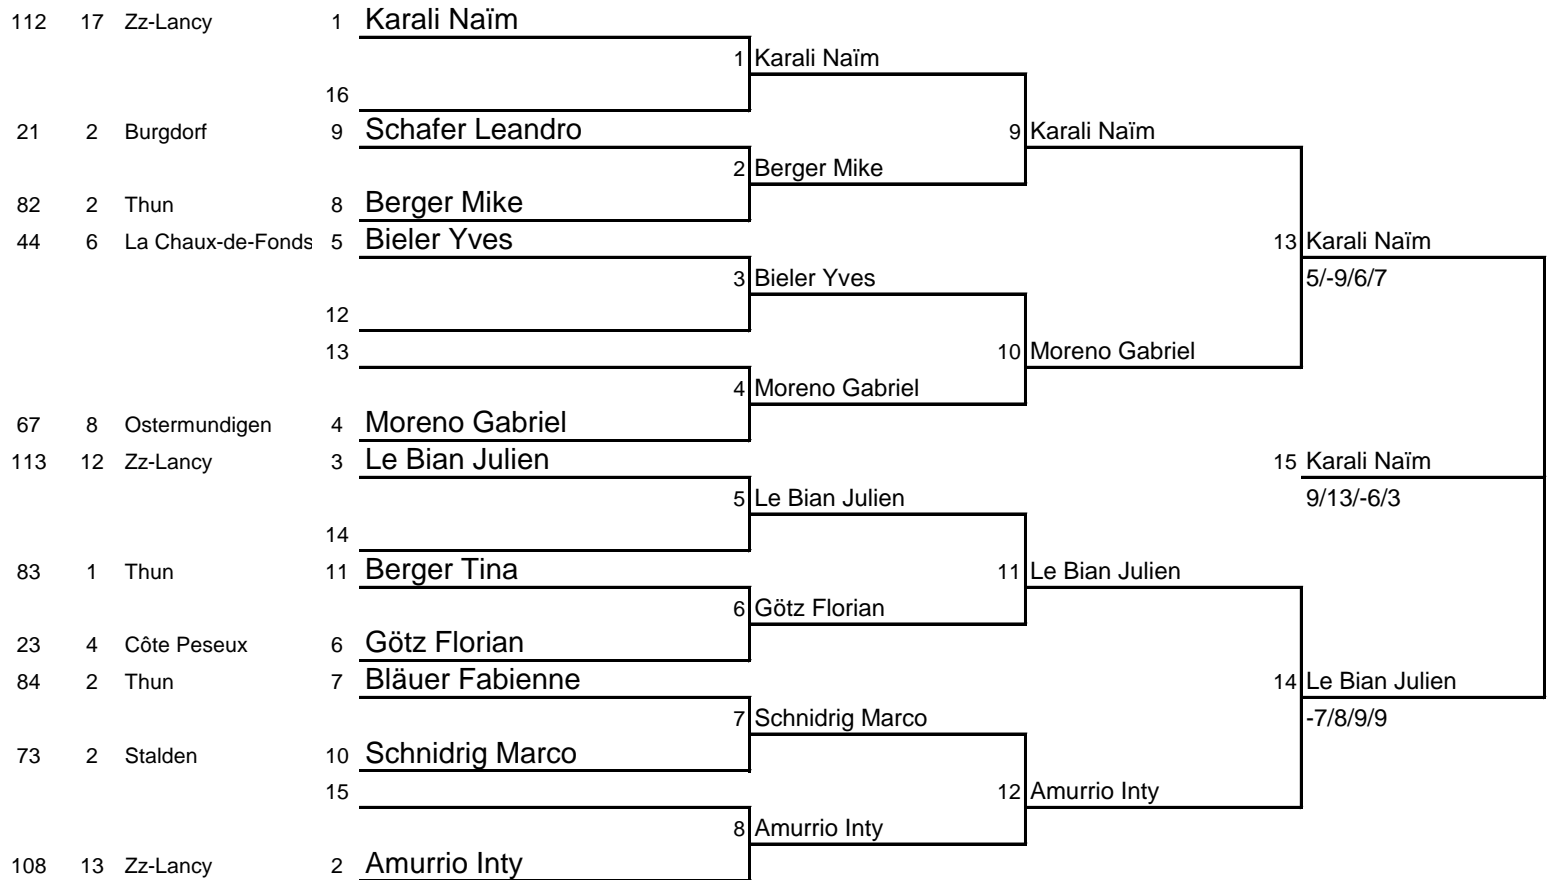 112 17 Zz-Lancy 1 Karali Naïm
1 Karali Naïm
16
21 2 Burgdorf 9 Schafer Leandro 9 Karali Naïm
2 Berger Mike
82 2 Thun 8 Berger Mike
44 6 La Chaux-de-Fonds 5 Bieler Yves 13 Karali Naïm
3 Bieler Yves 5/-9/6/7
12
13 10 Moreno Gabriel
4 Moreno Gabriel
67 8 Ostermundigen 4 Moreno Gabriel
113 12 Zz-Lancy 3 Le Bian Julien 15 Karali Naïm
5 Le Bian Julien 9/13/-6/3
14
83 1 Thun 11 Berger Tina 11 Le Bian Julien
6 Götz Florian
23 4 Côte Peseux 6 Götz Florian
84 2 Thun 7 Bläuer Fabienne 14 Le Bian Julien
7 Schnidrig Marco -7/8/9/9
73 2 Stalden 10 Schnidrig Marco
15 12 Amurrio Inty
8 Amurrio Inty
108 13 Zz-Lancy 2 Amurrio Inty